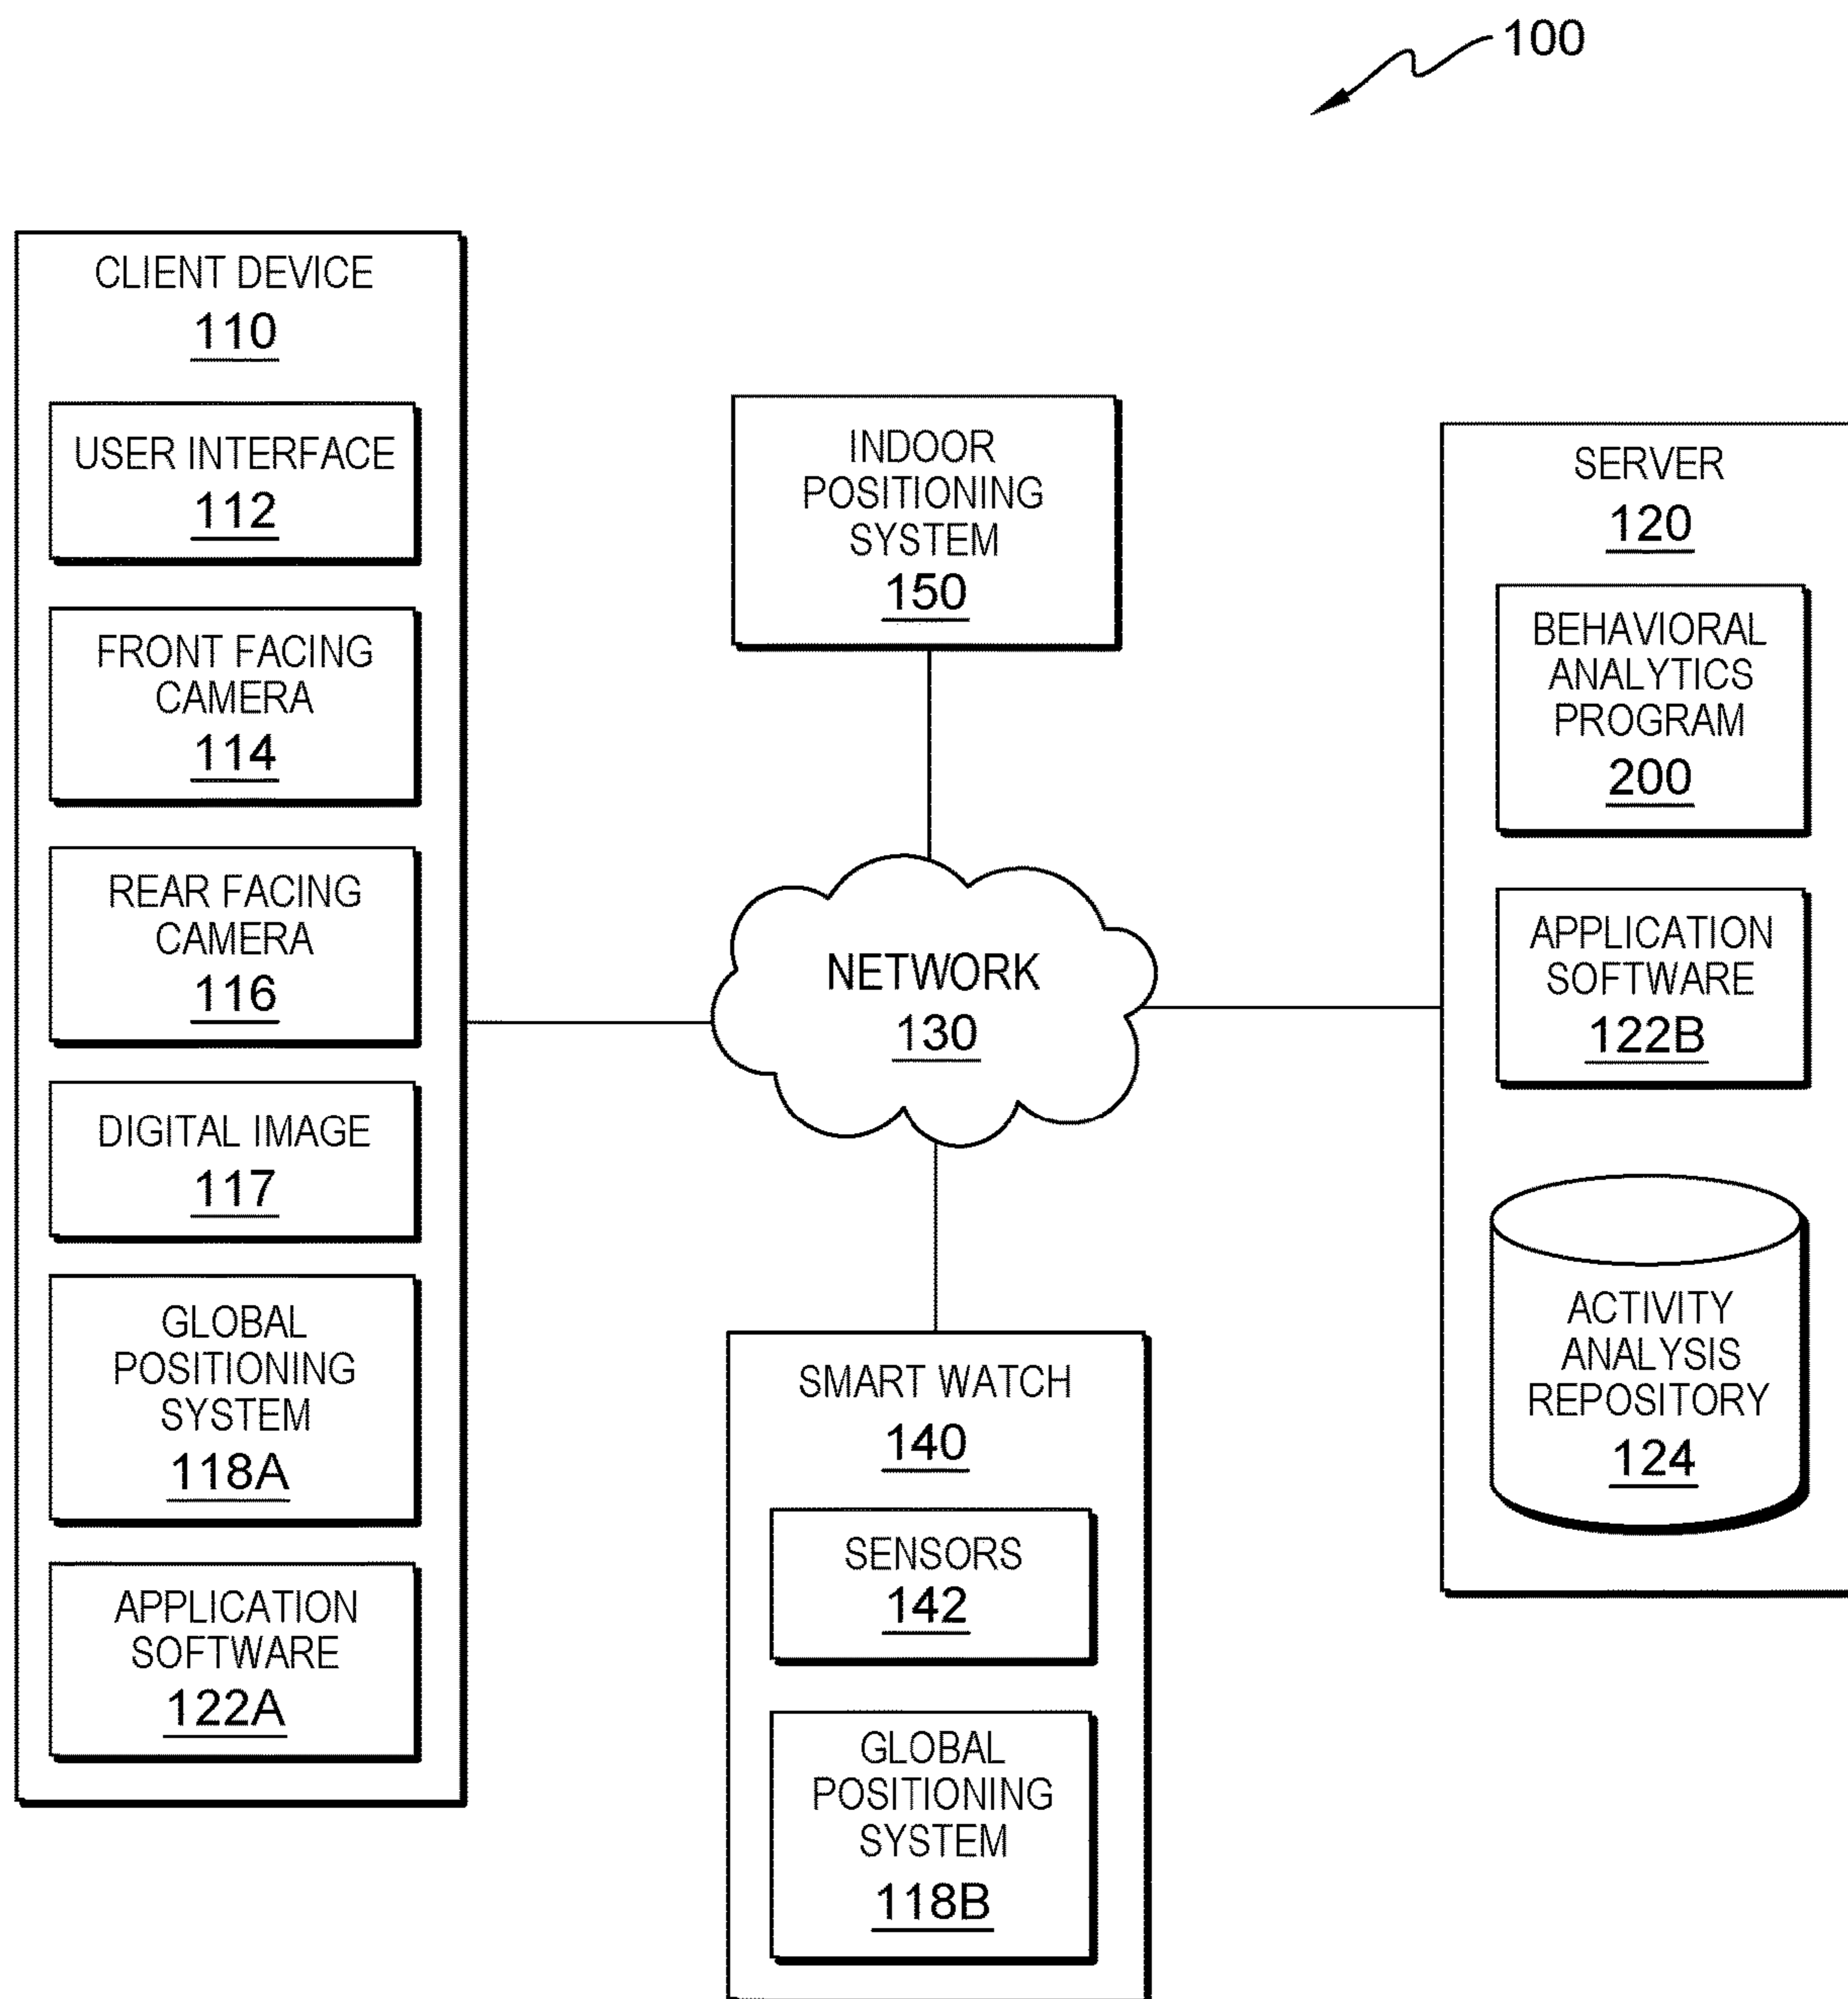 100
CLIENT DEVICE
110
USER INTERFACE
112
FRONT FACING
CAMERA
114
REAR FACING
CAMERA
116
DIGITAL IMAGE
117
GLOBAL
POSITIONING
SYSTEM
118A
APPLICATION
SOFTWARE
122A
INDOOR
POSITIONING
SYSTEM
150
NETWORK
130
SMART WATCH
140
SENSORS
142
GLOBAL
POSITIONING
SYSTEM
118B
SERVER
120
BEHAVIORAL
ANALYTICS
PROGRAM
200
APPLICATION
SOFTWARE
122B
ACTIVITY
ANALYSIS
REPOSITORY
124